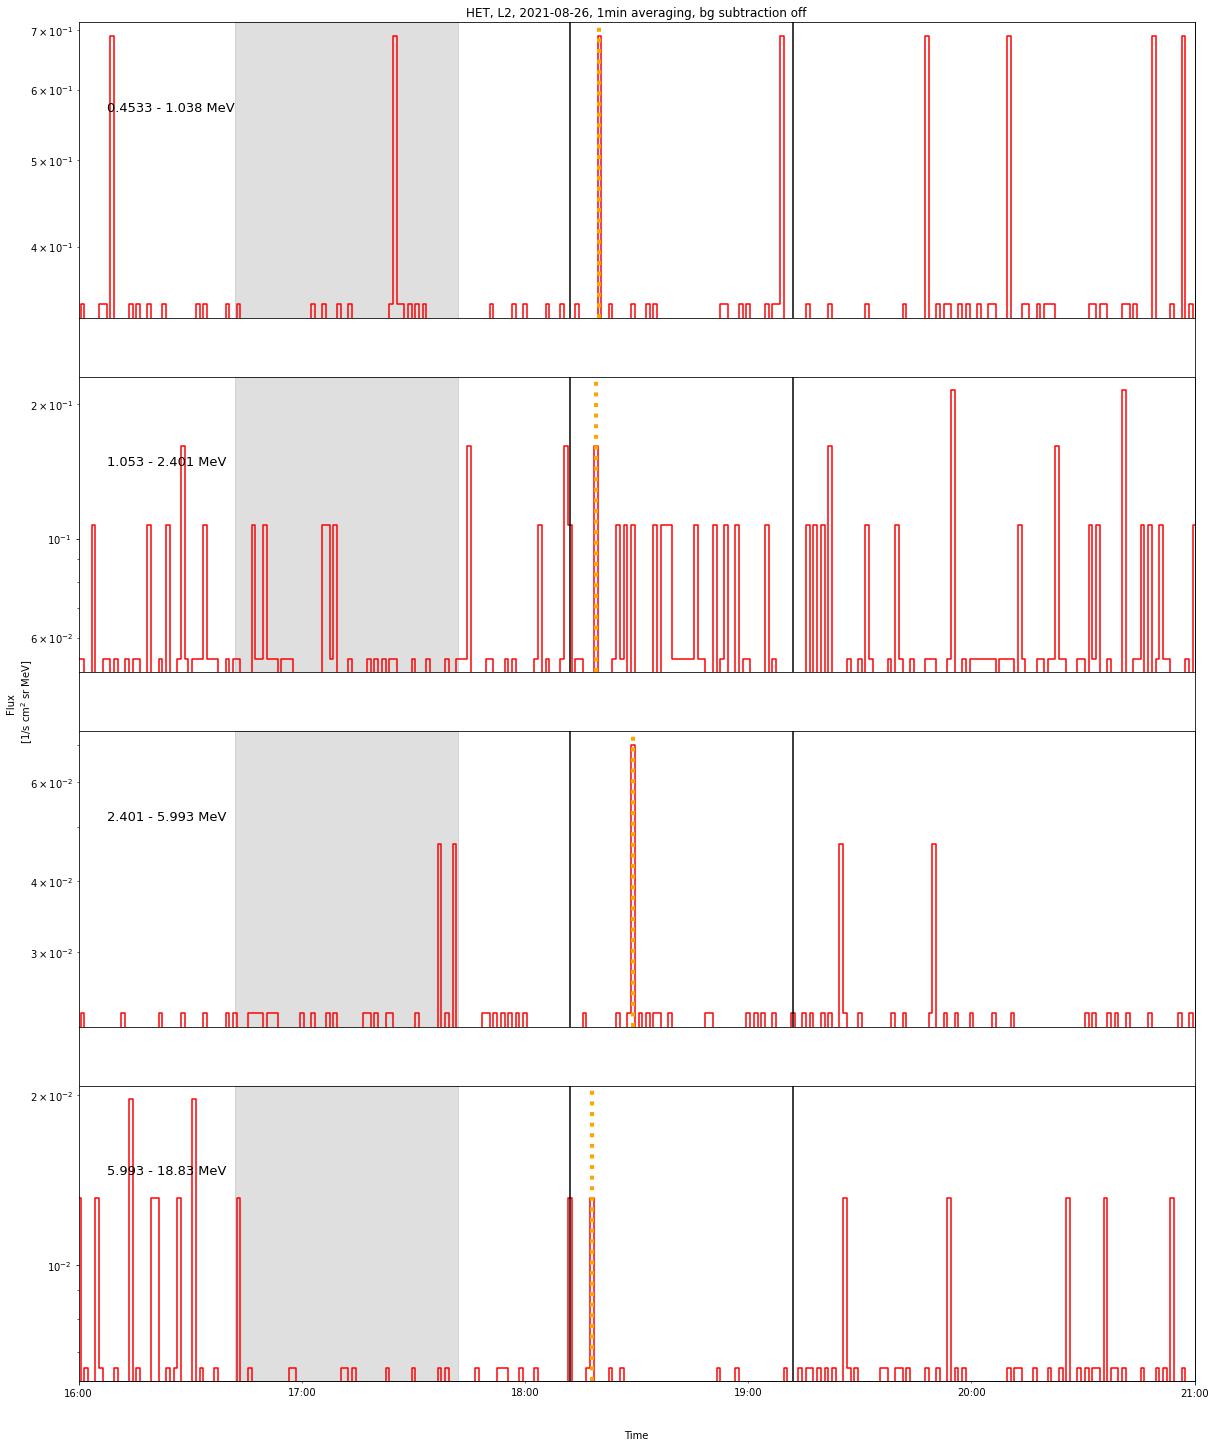 HET, L2, 2021-08-26, 1min averaging, bg subtraction off
7 × 10⁻¹
6 × 10⁻¹
0.4533 - 1.038 MeV
5 × 10⁻¹
4 × 10⁻¹
2 × 10⁻¹
1.053 - 2.401 MeV
10⁻¹
6 × 10⁻²
Flux
[1/s cm² sr MeV]
6 × 10⁻²
2.401 - 5.993 MeV
4 × 10⁻²
3 × 10⁻²
2 × 10⁻²
5.993 - 18.83 MeV
10⁻²
16:00 17:00 18:00 19:00 20:00 21:00
Time